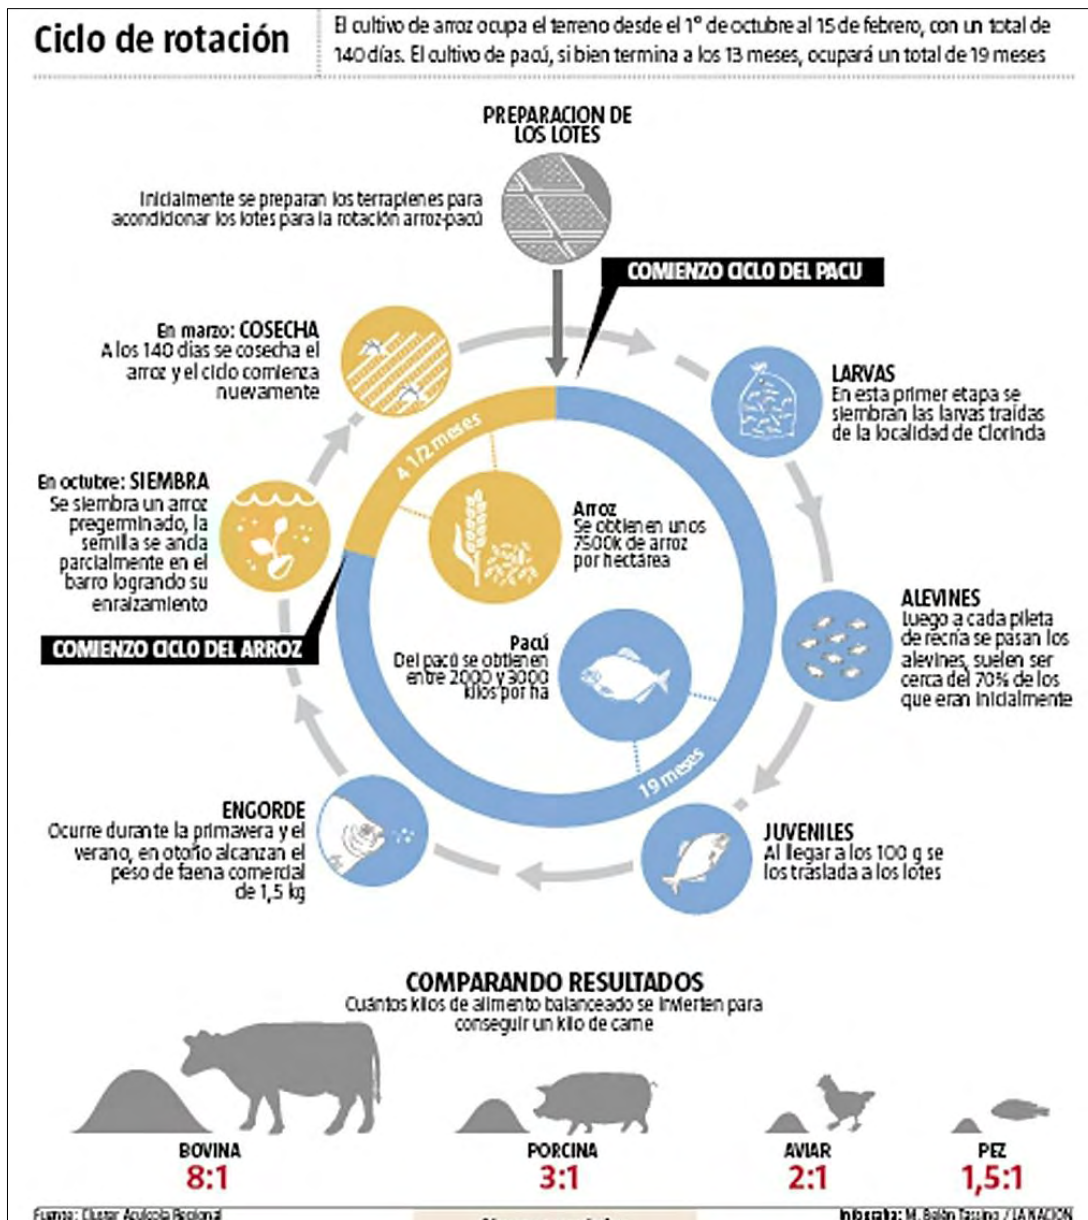 Ciclo de rotación
El cultivo de arroz ocupa el terreno desde el 1° de octubre al 15 de febrero, con un total de
140 días. El cultivo de pacú, si bien termina a los 13 meses, ocupará un total de 19 meses
PREPARACION DE
LOS LOTES
Inicialmente se preparan los terraplenes para
acondicionar los lotes para la rotación arroz-pacú
COMIENZO CICLO DEL PACU
En marzo: COSECHA
A los 140 días se cosecha el
arroz y el ciclo comienza
nuevamente
LARVAS
En esta primer etapa se
siembran las larvas traídas
de la localidad de Clorinda
4 1/2 meses
En octubre: SIEMBRA
Se siembra un arroz
pregerminado, la
semilla se ancla
parcialmente en el
barro logrando su
enraizamiento
Arroz
Se obtienen unos
7500k de arroz
por hectárea
ALEVINES
Luego a cada pileta
de recría se pasan los
alevines, suelen ser
cerca del 70% de los
que eran inicialmente
COMIENZO CICLO DEL ARROZ
Pacú
Del pacú se obtienen
entre 2000 y 3000
kilos por ha
19 meses
ENGORDE
Ocurre durante la primavera y el
verano, en otoño alcanzan el
peso de faena comercial
de 1,5 kg
JUVENILES
Al llegar a los 100 g se
los traslada a los lotes
COMPARANDO RESULTADOS
Cuántos kilos de alimento balanceado se invierten para
conseguir un kilo de carne
BOVINA
8:1
PORCINA
3:1
AVIAR
2:1
PEZ
1,5:1
Fuente: Cluster Acuícola Regional
Infografía: M. Belén Tassino / LA NACION